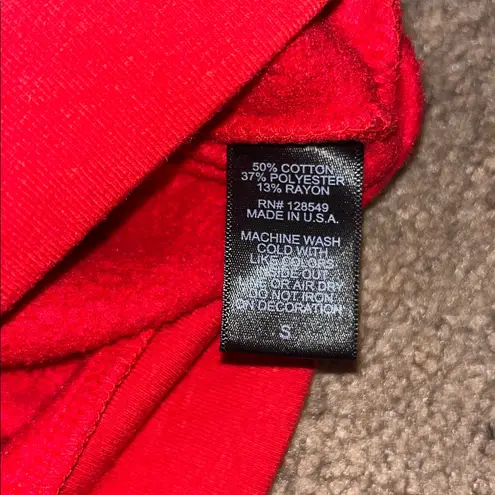 50% COTTON
37% POLYESTER
13% RAYON
RN# 128549
MADE IN U.S.A.
MACHINE WASH
COLD WITH
LIKE COLORS
INSIDE OUT
LINE OR AIR DRY
DO NOT IRON
ON DECORATION
S